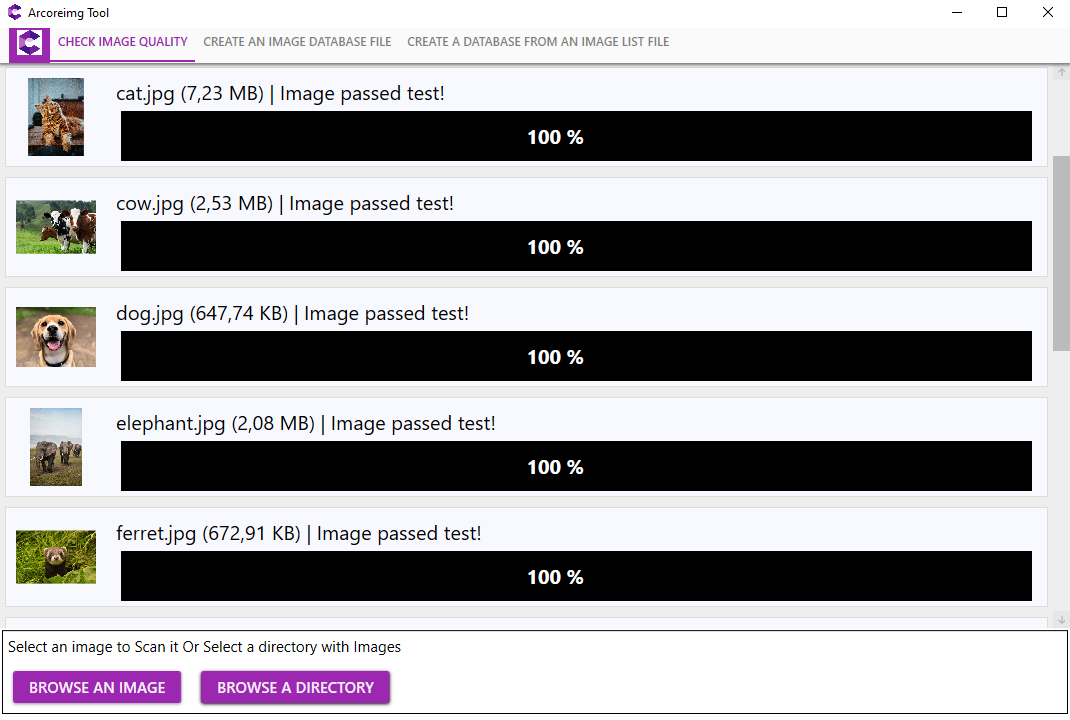 Arcoreimg Tool
CHECK IMAGE QUALITY CREATE AN IMAGE DATABASE FILE CREATE A DATABASE FROM AN IMAGE LIST FILE
cat.jpg (7,23 MB) | Image passed test!
100 %
cow.jpg (2,53 MB) | Image passed test!
100 %
dog.jpg (647,74 KB) | Image passed test!
100 %
elephant.jpg (2,08 MB) | Image passed test!
100 %
ferret.jpg (672,91 KB) | Image passed test!
100 %
Select an image to Scan it Or Select a directory with Images
BROWSE AN IMAGE BROWSE A DIRECTORY